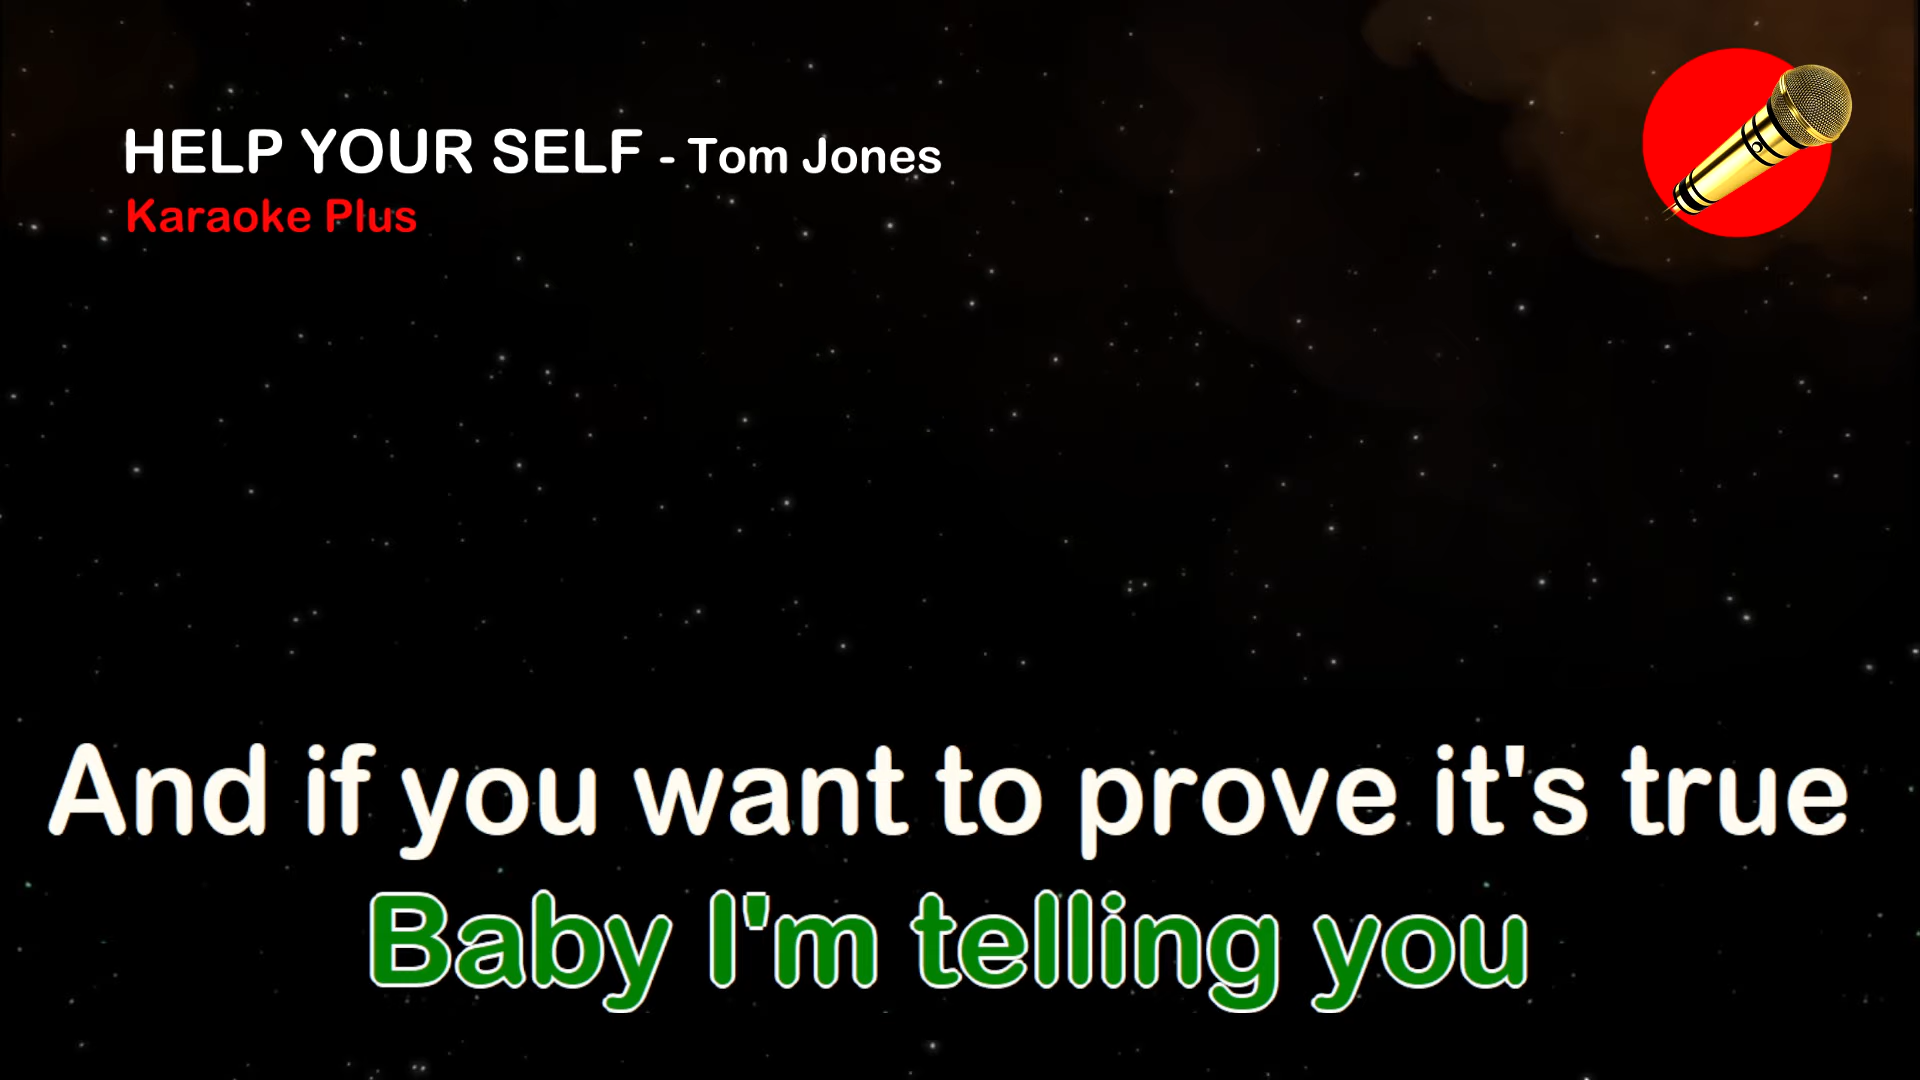 HELP YOUR SELF - Tom Jones
Karaoke Plus
And if you want to prove it's true
Baby I'm telling you